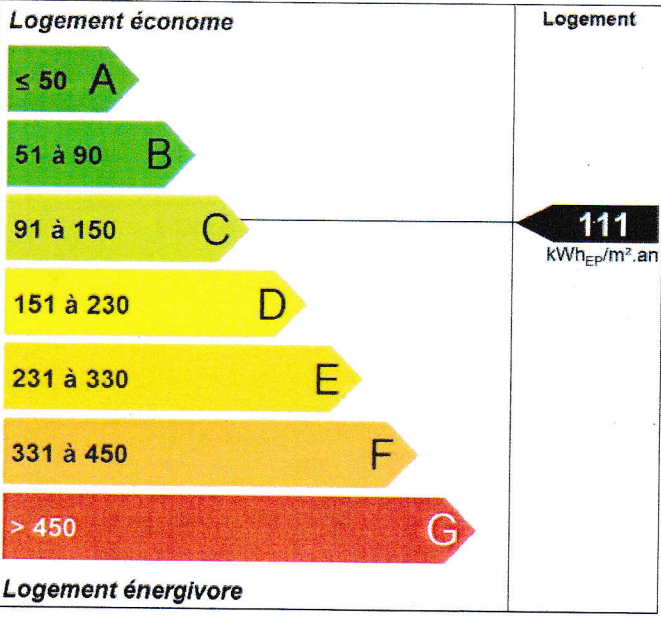 Logement économe
Logement
≤ 50 A
51 à 90 B
91 à 150 C
111
kWhEP/m².an
151 à 230 D
231 à 330 E
331 à 450 F
> 450 G
Logement énergivore